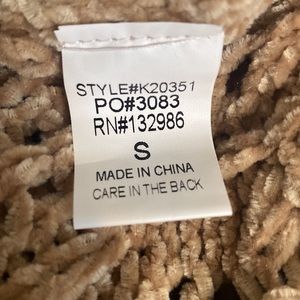 STYLE#K20351
PO#3083
RN#132986
S
MADE IN CHINA
CARE IN THE BACK